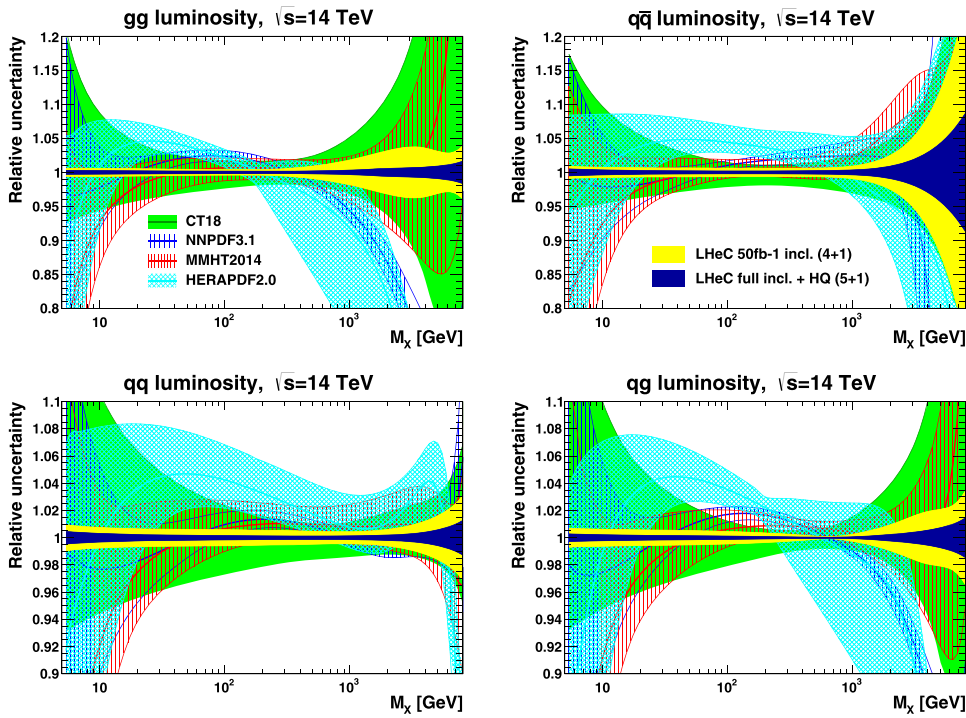 gg luminosity, √s=14 TeV
Relative uncertainty
1.2
1.15
1.1
1.05
1
0.95
0.9
0.85
0.8
CT18
NNPDF3.1
MMHT2014
HERAPDF2.0
10 10² 10³
M_X [GeV]
qq̅ luminosity, √s=14 TeV
Relative uncertainty
1.2
1.15
1.1
1.05
1
0.95
0.9
0.85
0.8
LHeC 50fb-1 incl. (4+1)
LHeC full incl. + HQ (5+1)
10 10² 10³
M_X [GeV]
qq luminosity, √s=14 TeV
Relative uncertainty
1.1
1.08
1.06
1.04
1.02
1
0.98
0.96
0.94
0.92
0.9
10 10² 10³
M_X [GeV]
qg luminosity, √s=14 TeV
Relative uncertainty
1.1
1.08
1.06
1.04
1.02
1
0.98
0.96
0.94
0.92
0.9
10 10² 10³
M_X [GeV]